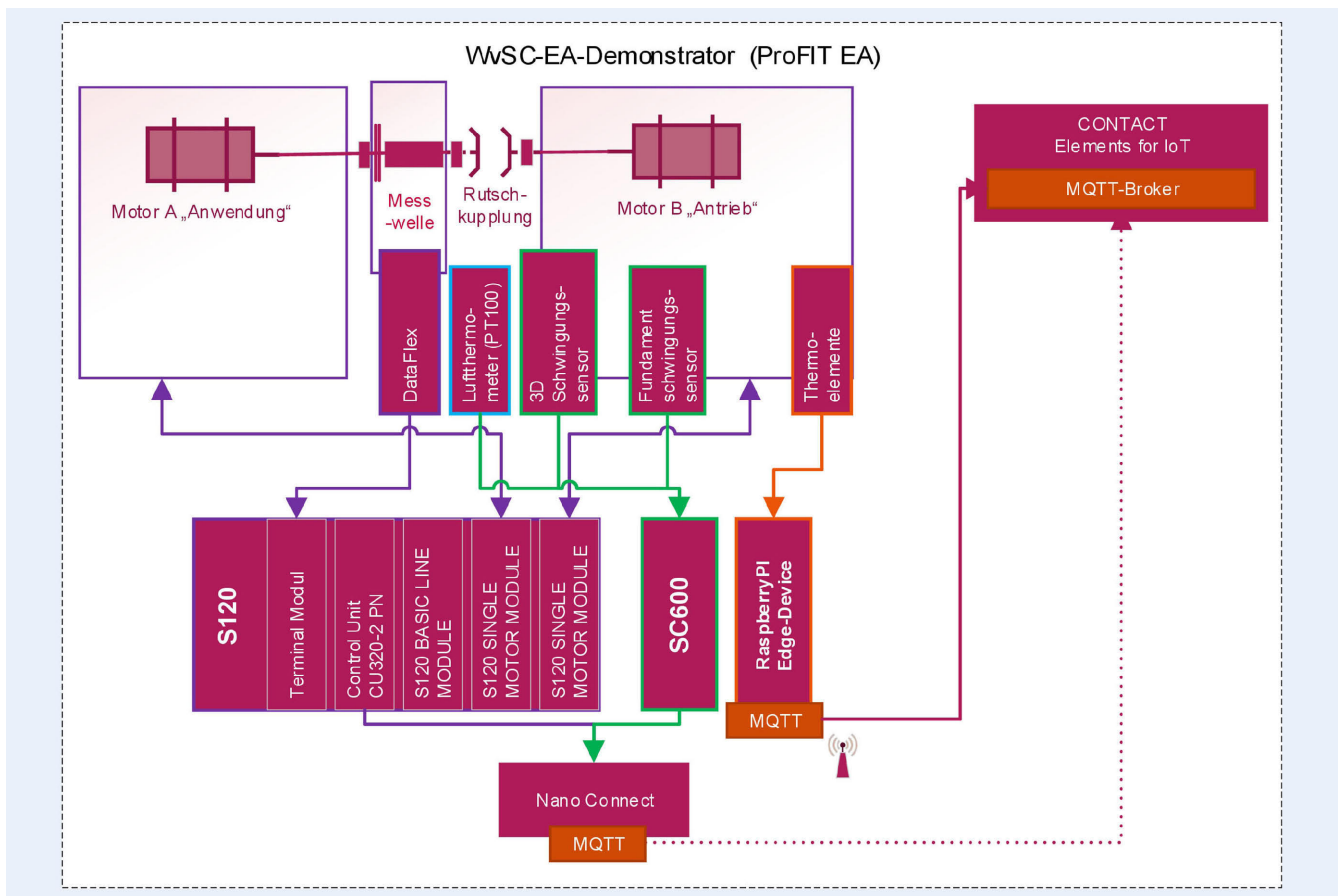 WvSC-EA-Demonstrator (ProFIT EA)
Motor A „Anwendung“
Mess
-welle
Rutsch-
kupplung
Motor B „Antrieb“
CONTACT
Elements for IoT
MQTT-Broker
DataFlex
Luftthermo-
meter (PT100)
3D
Schwingungs-
sensor
Fundament
schwingungs-
sensor
Thermo-
elemente
S120
Terminal Modul
Control Unit
CU320-2 PN
S120 BASIC LINE
MODULE
S120 SINGLE
MOTOR MODULE
S120 SINGLE
MOTOR MODULE
SC600
RaspberryPI
Edge-Device
MQTT
Nano Connect
MQTT